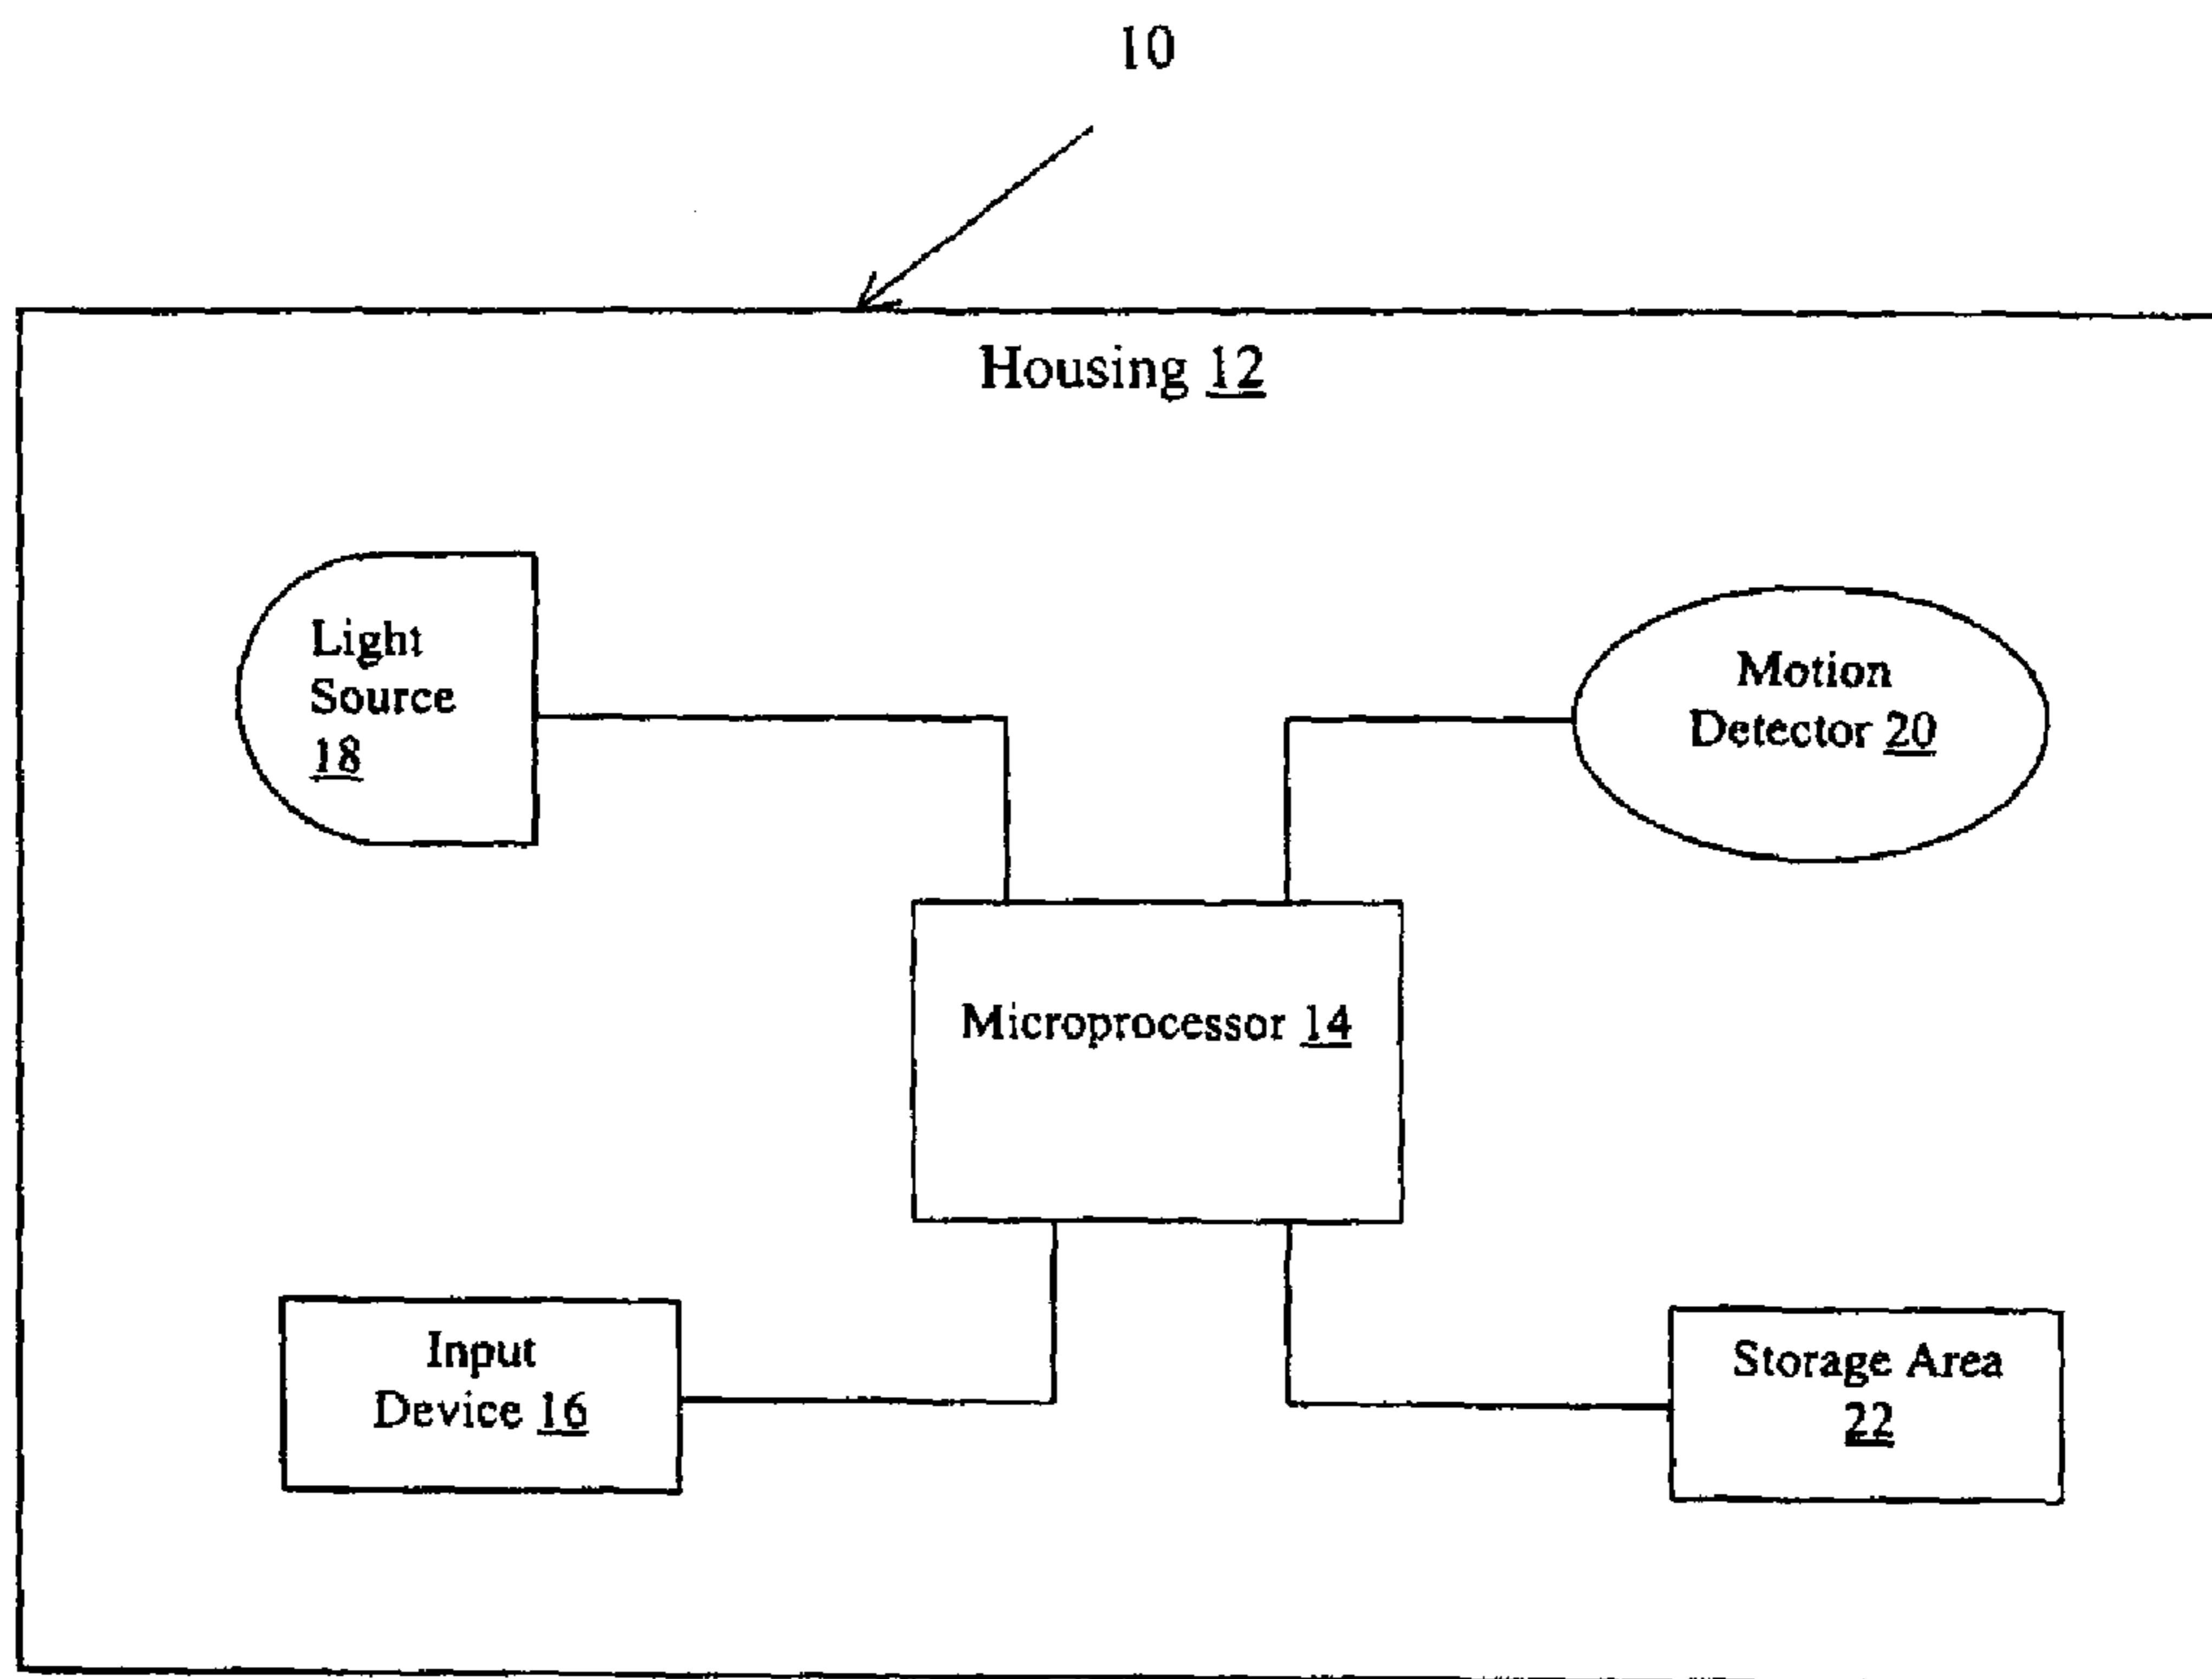 10
Housing 12
Light
Source
18
Motion
Detector 20
Microprocessor 14
Input
Device 16
Storage Area
22